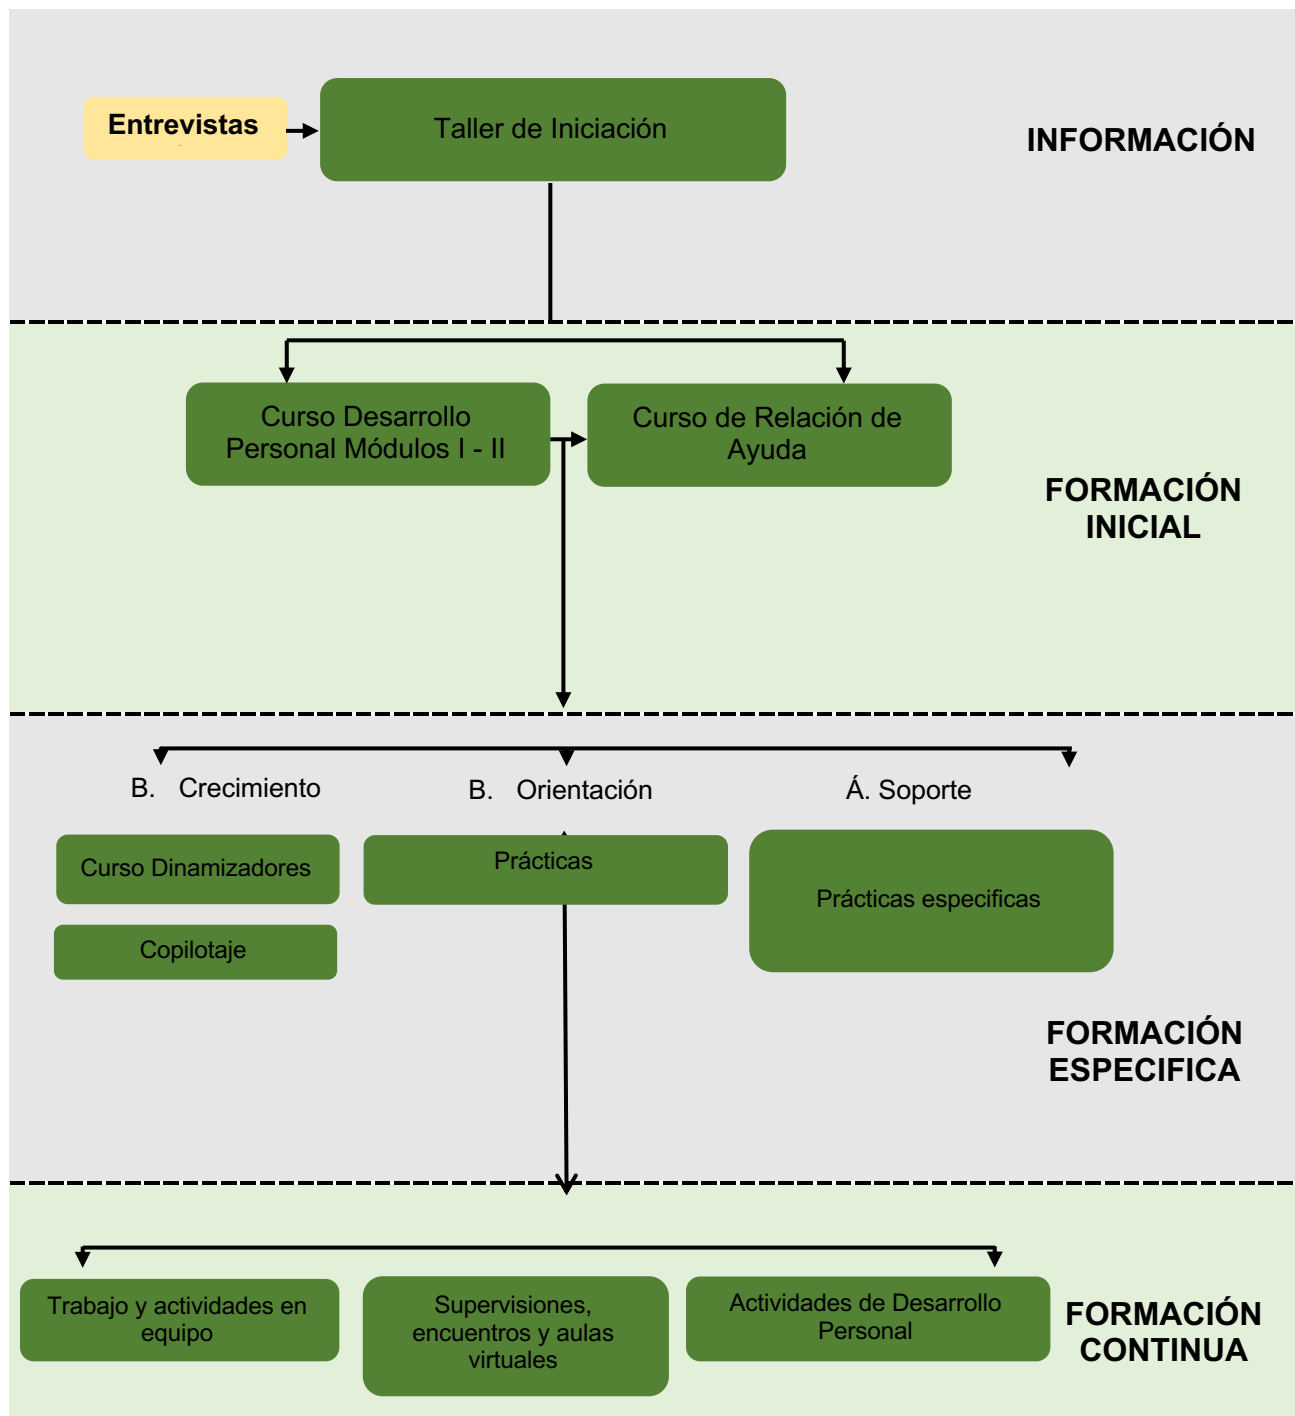 Entrevistas
Taller de Iniciación
INFORMACIÓN
Curso Desarrollo
Personal Módulos I - II
Curso de Relación de
Ayuda
FORMACIÓN
INICIAL
B. Crecimiento
B. Orientación
Á. Soporte
Curso Dinamizadores
Prácticas
Prácticas especificas
Copilotaje
FORMACIÓN
ESPECIFICA
Trabajo y actividades en
equipo
Supervisiones,
encuentros y aulas
virtuales
Actividades de Desarrollo
Personal
FORMACIÓN
CONTINUA